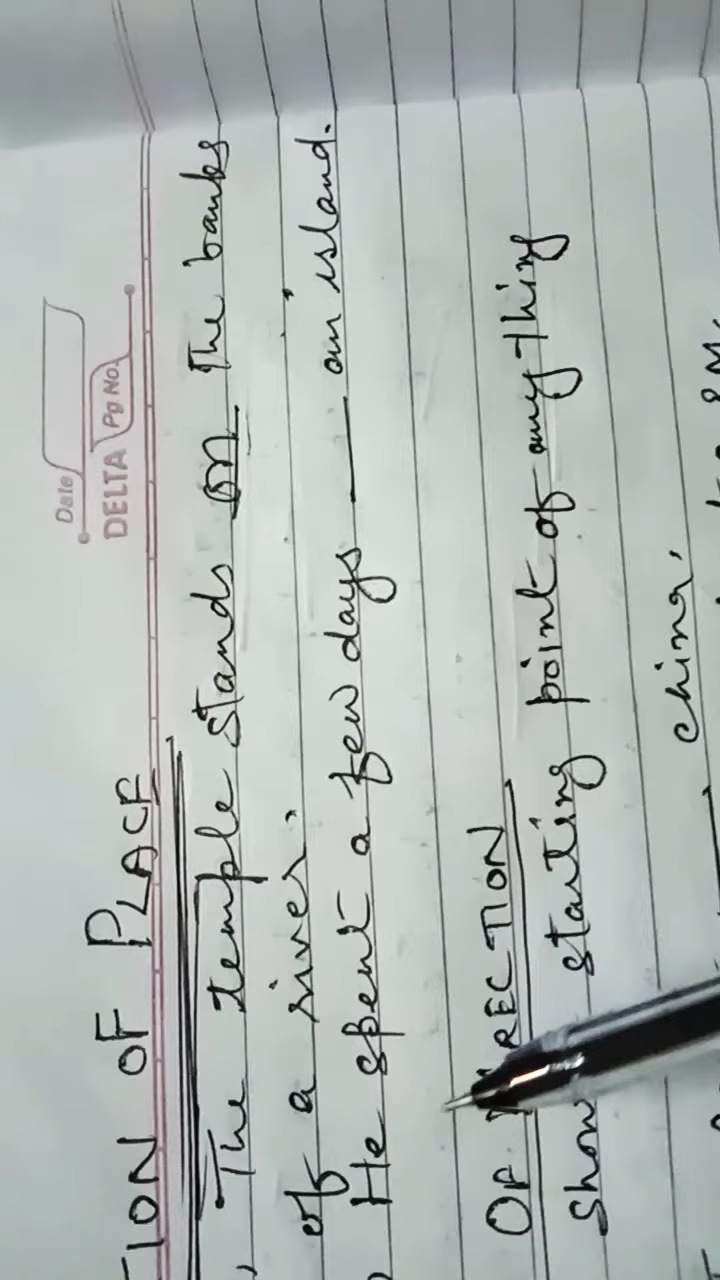 Date
DELTA Pg No.
TION OF PLACE
The temple stands on The banks
of a river.
He spent a few days — an island.
OF DIRECTION
Show starting point of any thing
china,